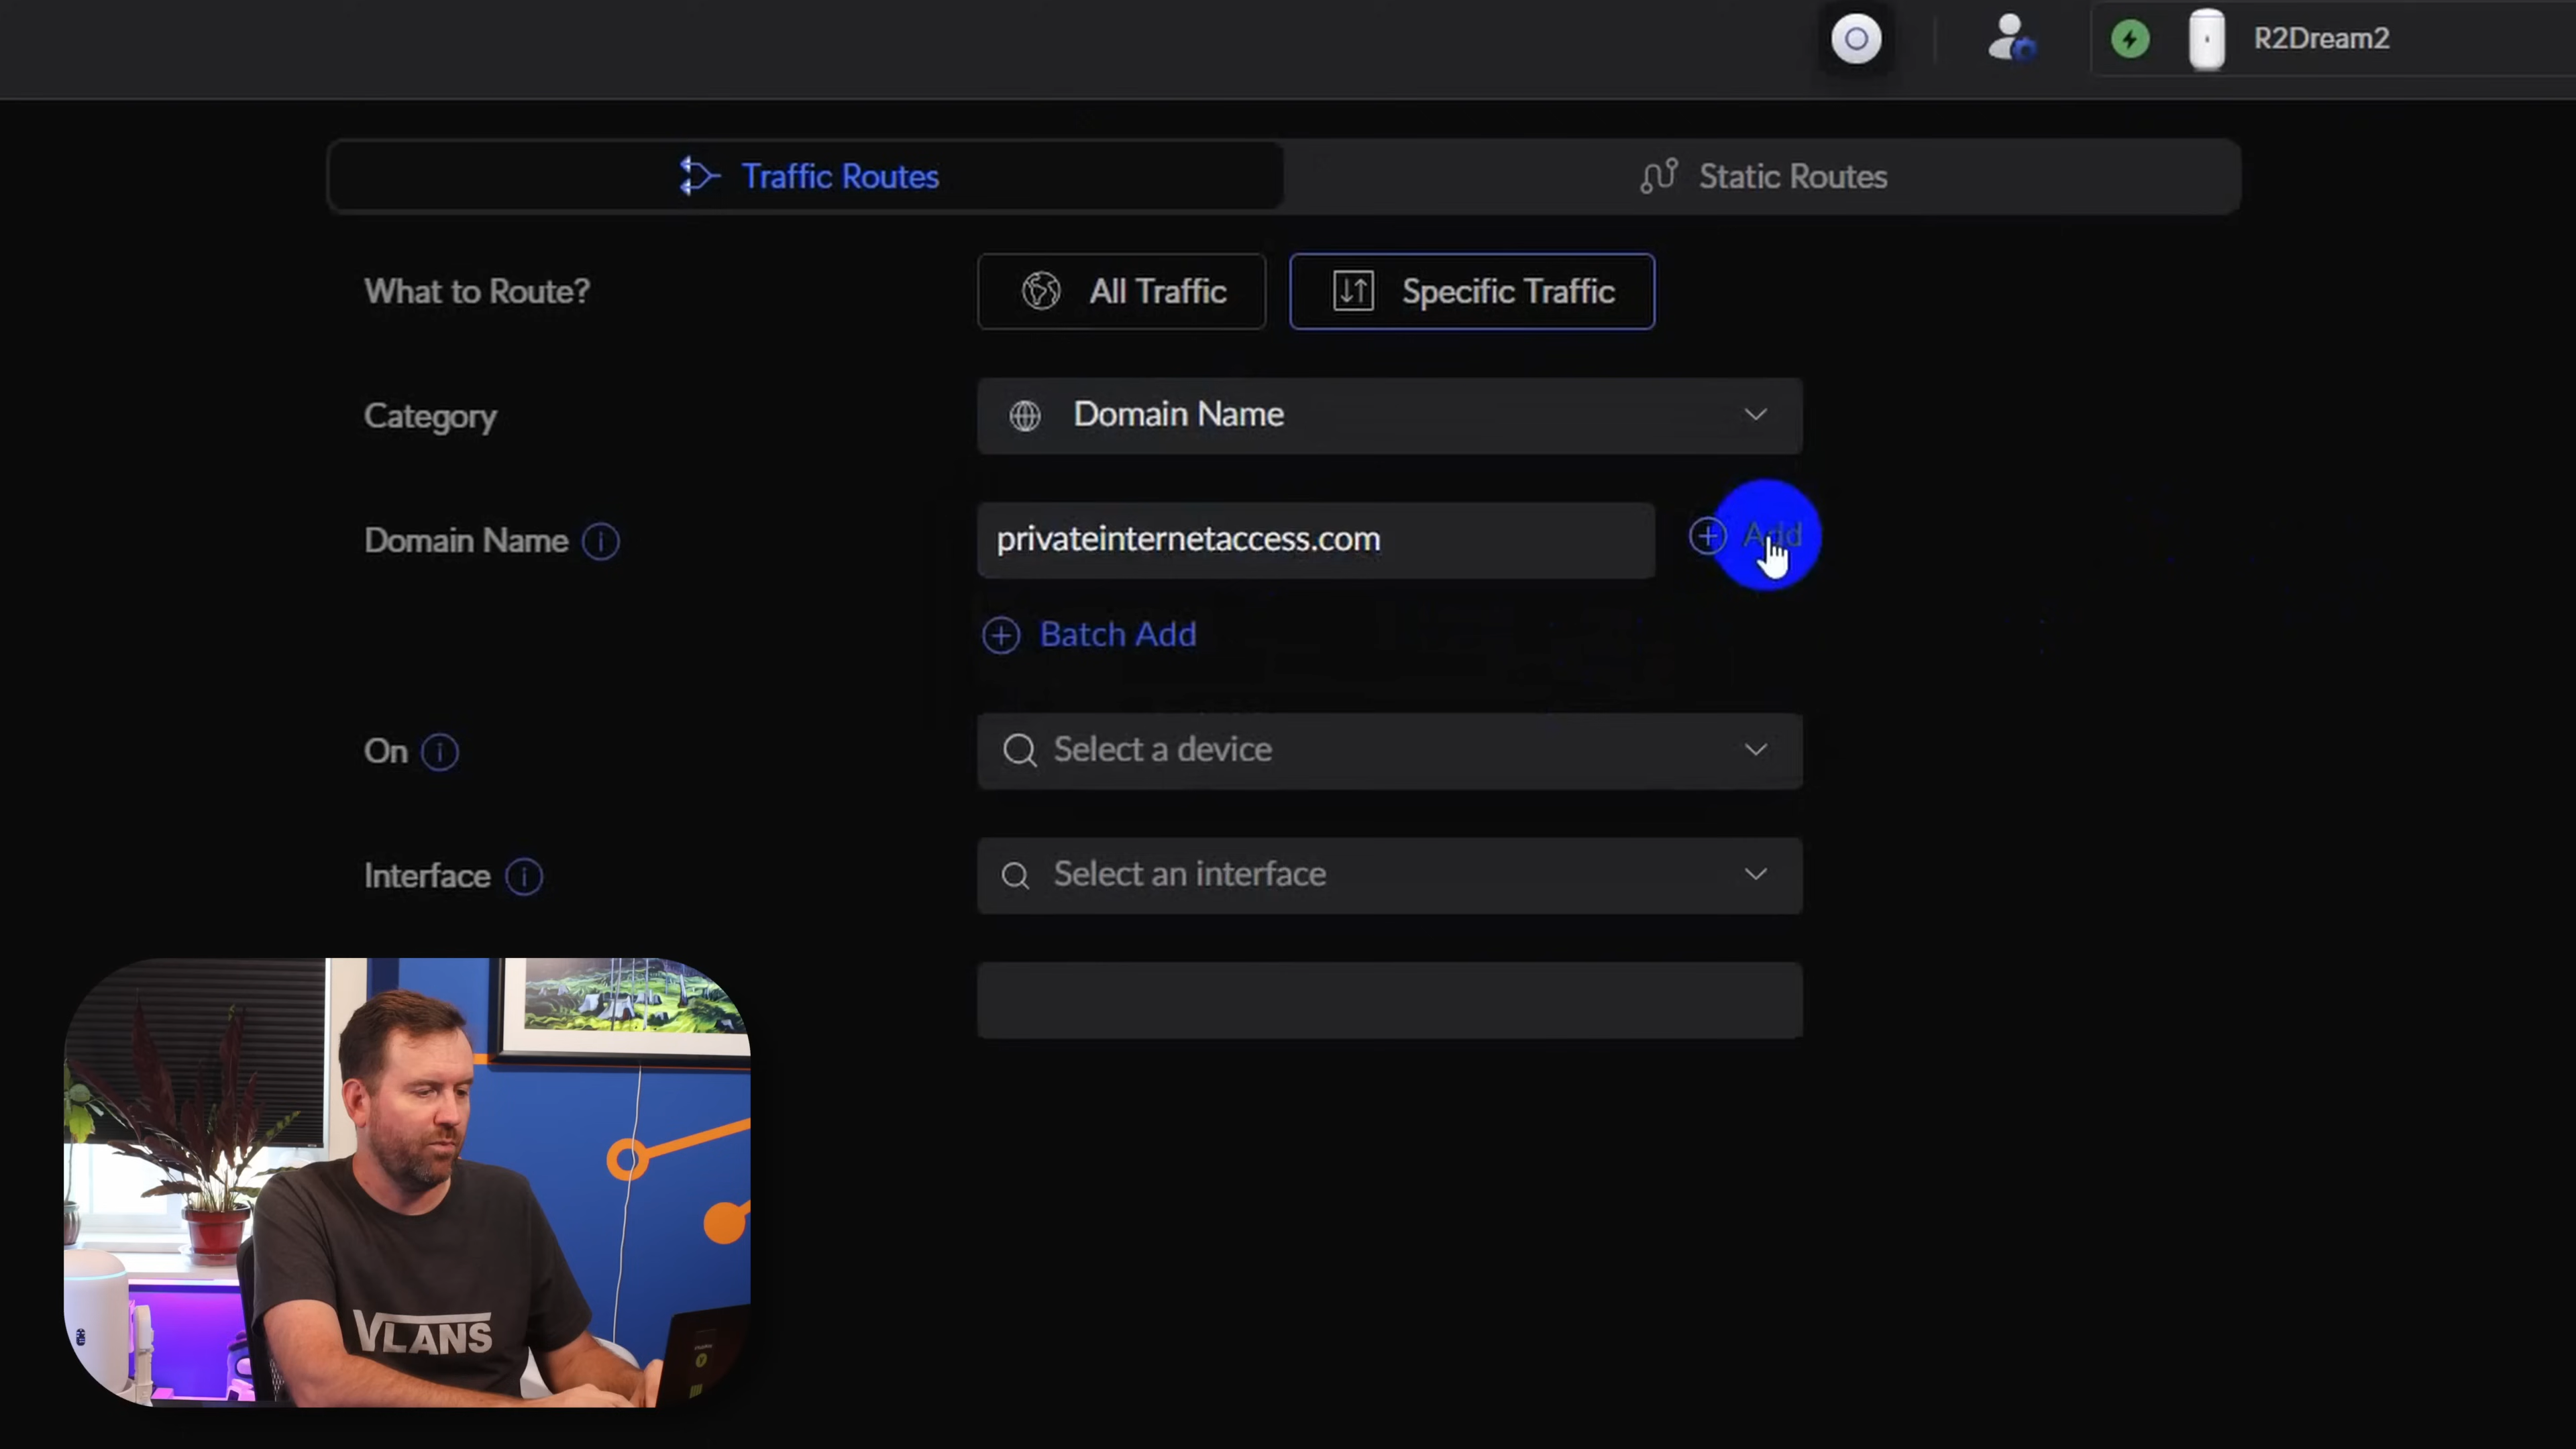 R2Dream2
Traffic Routes
Static Routes
What to Route?
All Traffic
Specific Traffic
Category
Domain Name
Domain Name
privateinternetaccess.com
Add
Batch Add
On
Select a device
Interface
Select an interface
VLANS